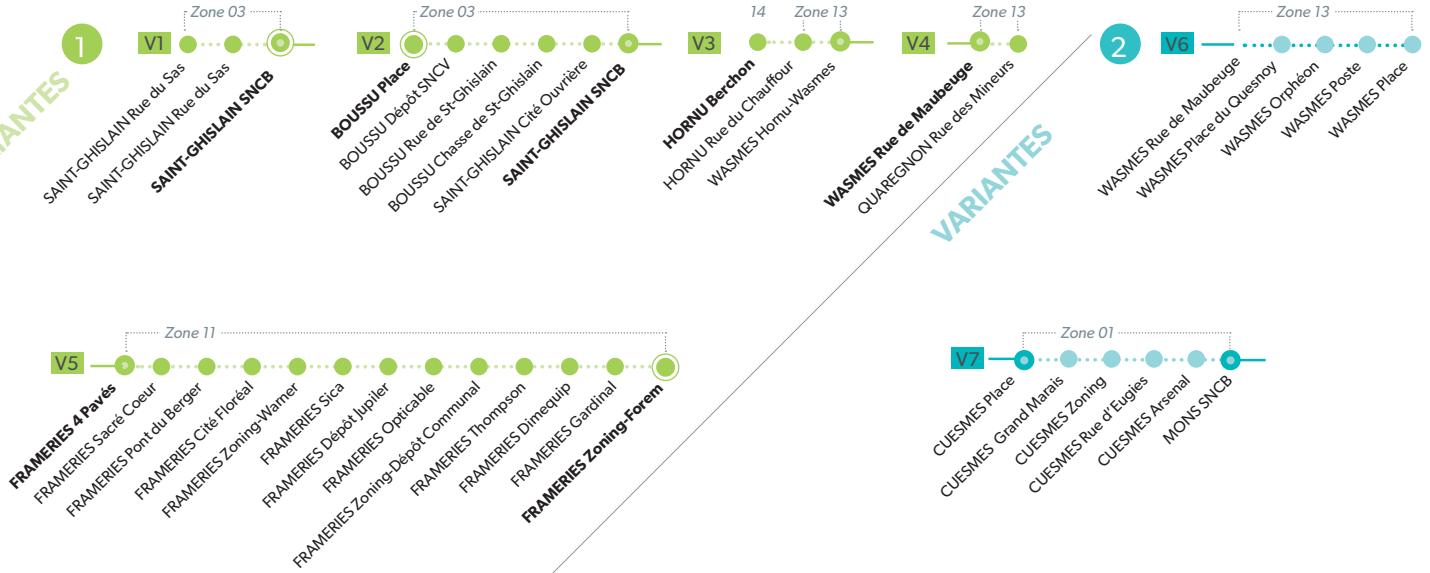 VARIANTES
1
V1
Zone 03
SAINT-GHISLAIN Rue du Sas
SAINT-GHISLAIN Rue du Sas
SAINT-GHISLAIN SNCB
V2
Zone 03
BOUSSU Place
BOUSSU Dépôt SNCV
BOUSSU Rue de St-Ghislain
BOUSSU Chasse de St-Ghislain
SAINT-GHISLAIN Cité Ouvrière
SAINT-GHISLAIN SNCB
V3
14
Zone 13
HORNU Berchon
HORNU Rue du Chauffour
WASMES Hornu-Wasmes
V4
Zone 13
WASMES Rue de Maubeuge
QUAREGNON Rue des Mineurs
V5
Zone 11
FRAMERIES 4 Pavés
FRAMERIES Sacré Coeur
FRAMERIES Pont du Berger
FRAMERIES Cité Floréal
FRAMERIES Zoning-Warner
FRAMERIES Sica
FRAMERIES Dépôt Jupiler
FRAMERIES Opticable
FRAMERIES Zoning-Dépôt Communal
FRAMERIES Thompson
FRAMERIES Dimequip
FRAMERIES Gardinal
FRAMERIES Zoning-Forem
VARIANTES
2
V6
Zone 13
WASMES Rue de Maubeuge
WASMES Place du Quesnoy
WASMES Orphéon
WASMES Poste
WASMES Place
V7
Zone 01
CUESMES Place
CUESMES Grand Marais
CUESMES Zoning
CUESMES Rue d'Eugies
CUESMES Arsenal
MONS SNCB